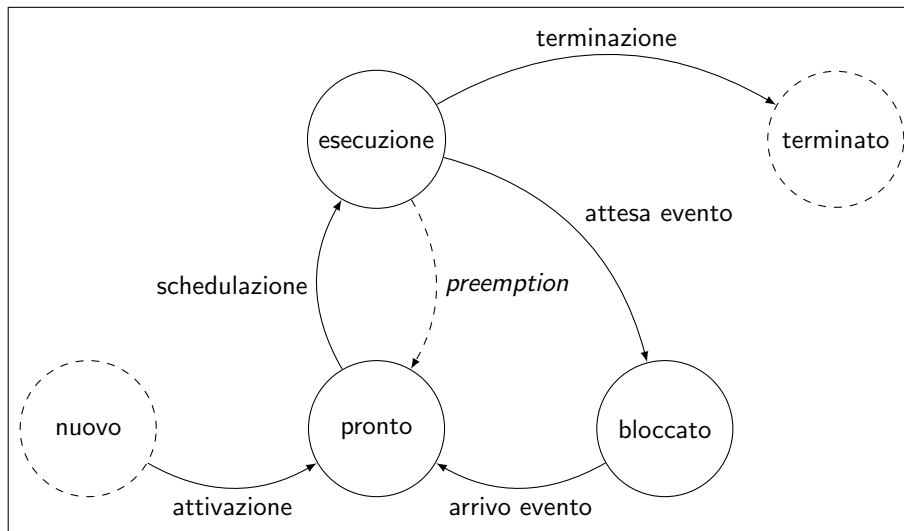 terminazione
esecuzione
terminato
attesa evento
schedulazione
preemption
nuovo
pronto
bloccato
attivazione
arrivo evento